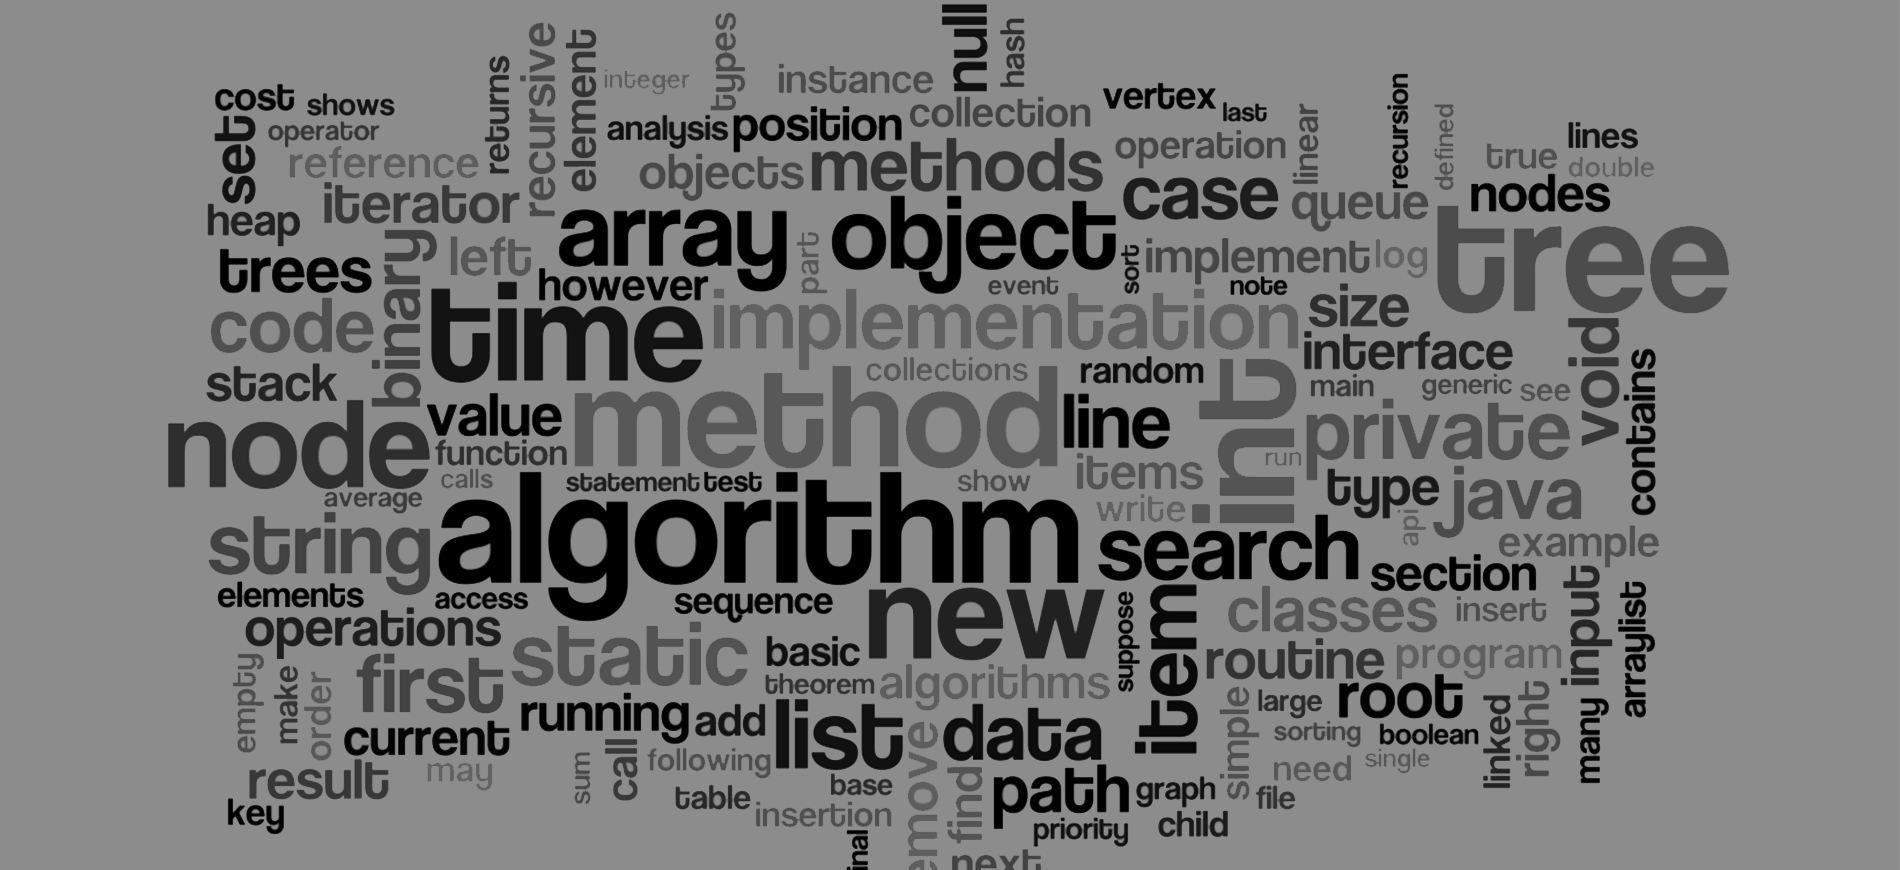 null
hash
types
recursive
element
integer
instance
returns
cost
shows
vertex
last
recursion
set
operator
analysis
position
collection
linear
defined
lines
reference
objects
methods
operation
true
double
iterator
case
queue
nodes
heap
array
object
tree
binary
left
part
sort
implement
log
trees
however
event
note
code
time
implementation
size
void
interface
stack
collections
random
int
main
generic
see
contains
node
value
method
line
private
function
run
calls
statement
test
show
items
type
java
average
write
api
string
algorithm
search
example
section
elements
access
sequence
new
suppose
item
classes
insert
input
arraylist
operations
static
basic
routine
program
empty
make
order
first
theorem
algorithms
large
root
linked
right
many
running
add
list
data
simple
sorting
boolean
current
sum
call
following
need
single
result
may
base
find
path
graph
file
table
key
insertion
priority
child
next